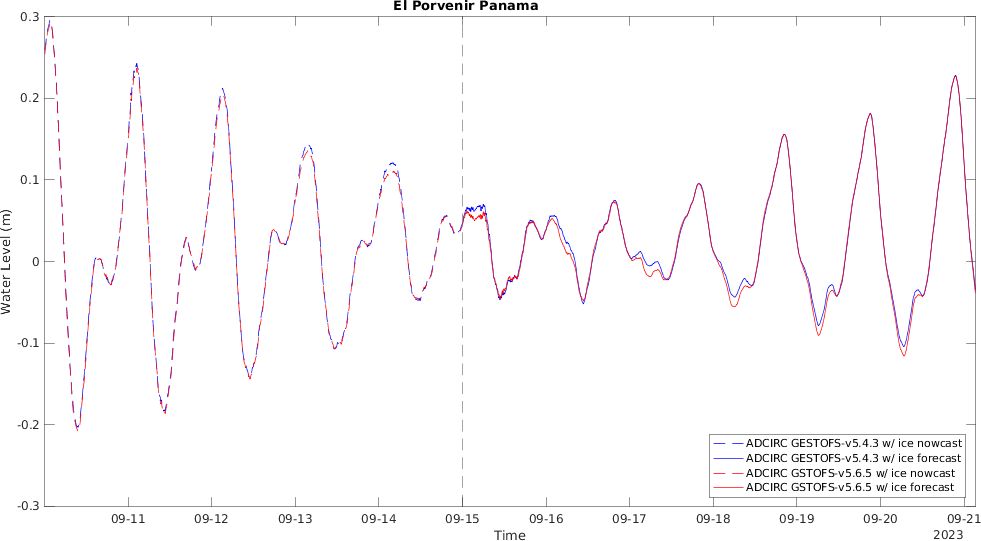 El Porvenir Panama
0.3
0.2
0.1
0
-0.1
-0.2
-0.3
Water Level (m)
ADCIRC GESTOFS-v5.4.3 w/ ice nowcast
ADCIRC GESTOFS-v5.4.3 w/ ice forecast
ADCIRC GSTOFS-v5.6.5 w/ ice nowcast
ADCIRC GSTOFS-v5.6.5 w/ ice forecast
09-11 09-12 09-13 09-14 09-15 09-16 09-17 09-18 09-19 09-20 09-21
Time
2023